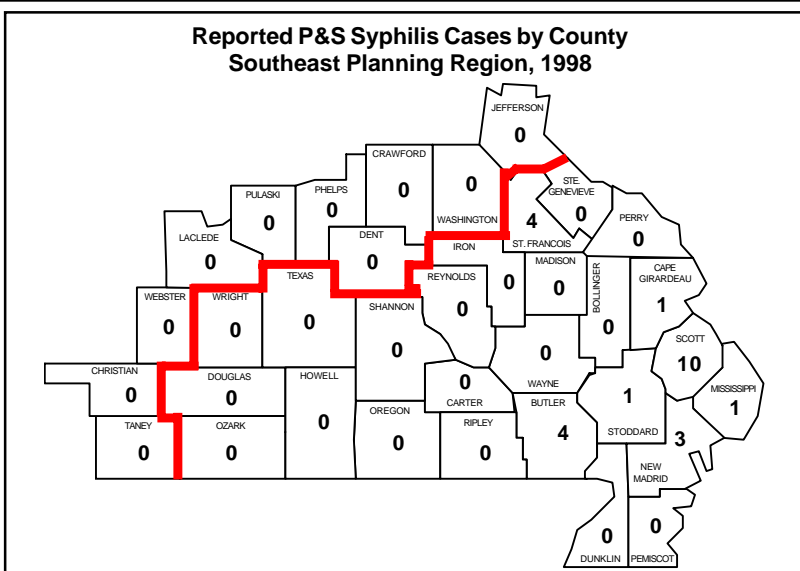 Reported P&S Syphilis Cases by County
Southeast Planning Region, 1998
JEFFERSON
0
CRAWFORD
0
0
WASHINGTON
STE.
GENEVIEVE
0
PULASKI
0
PHELPS
0
4
ST. FRANCOIS
PERRY
0
LACLEDE
0
DENT
0
IRON
0
MADISON
0
BOLLINGER
0
CAPE
GIRARDEAU
1
TEXAS
0
REYNOLDS
0
WEBSTER
0
WRIGHT
0
SHANNON
0
SCOTT
10
CHRISTIAN
0
DOUGLAS
0
HOWELL
0
0
CARTER
0
WAYNE
1
STODDARD
MISSISSIPPI
1
TANEY
0
OZARK
0
OREGON
0
RIPLEY
0
BUTLER
4
3
NEW
MADRID
0
DUNKLIN
0
PEMISCOT